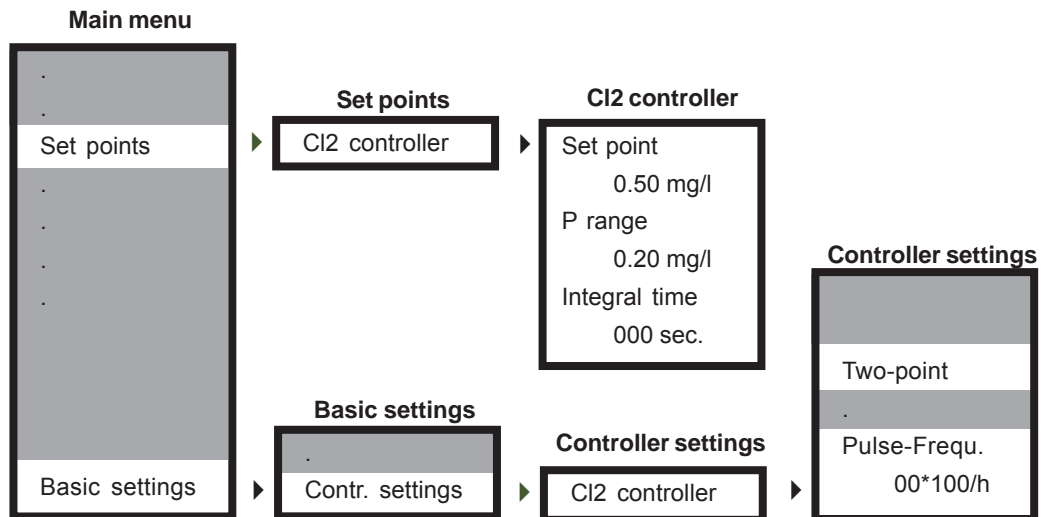 Main menu
.
.
Set points
.
.
.
.
Basic settings
Set points
Cl2 controller
Cl2 controller
Set point
0.50 mg/l
P range
0.20 mg/l
Integral time
000 sec.
Basic settings
.
Contr. settings
Controller settings
Cl2 controller
Controller settings
Two-point
.
Pulse-Frequ.
00*100/h